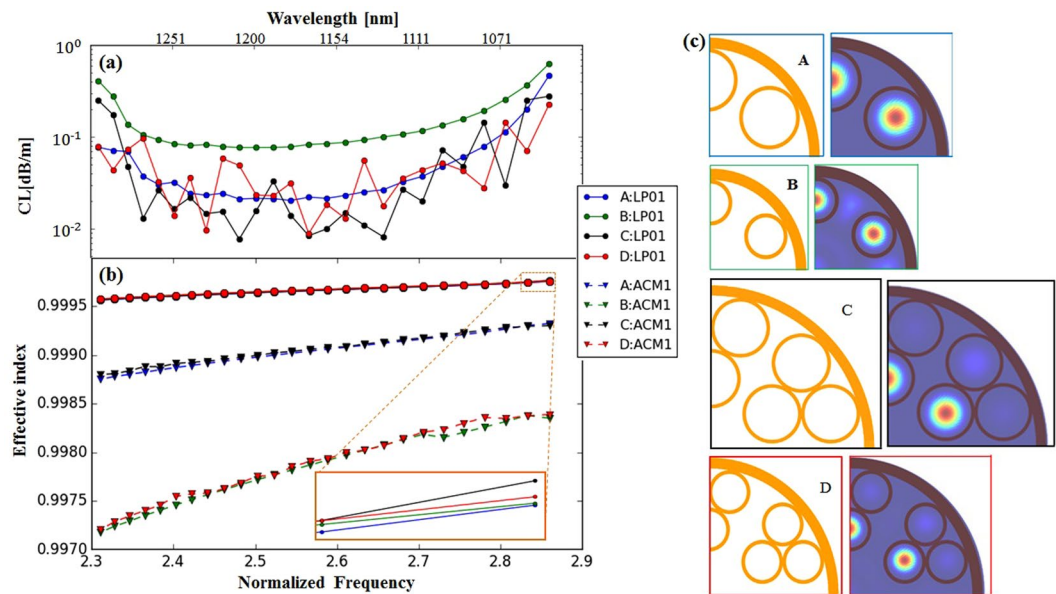 Wavelength [nm]
1251 1200 1154 1111 1071
(a)
10⁰
10⁻¹
10⁻²
CL[dB/m]
A:LP01
B:LP01
C:LP01
D:LP01
A:ACM1
B:ACM1
C:ACM1
D:ACM1
(b)
0.9995
0.9990
0.9985
0.9980
0.9975
0.9970
Effective index
2.3 2.4 2.5 2.6 2.7 2.8 2.9
Normalized Frequency
(c)
A
B
C
D